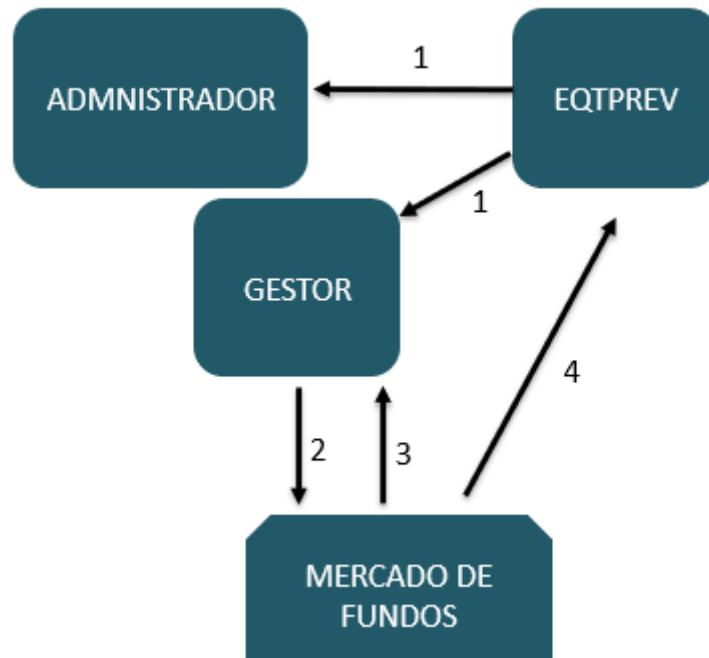 1
ADMNISTRADOR
EQTPREV
1
GESTOR
4
2
3
MERCADO DE
FUNDOS